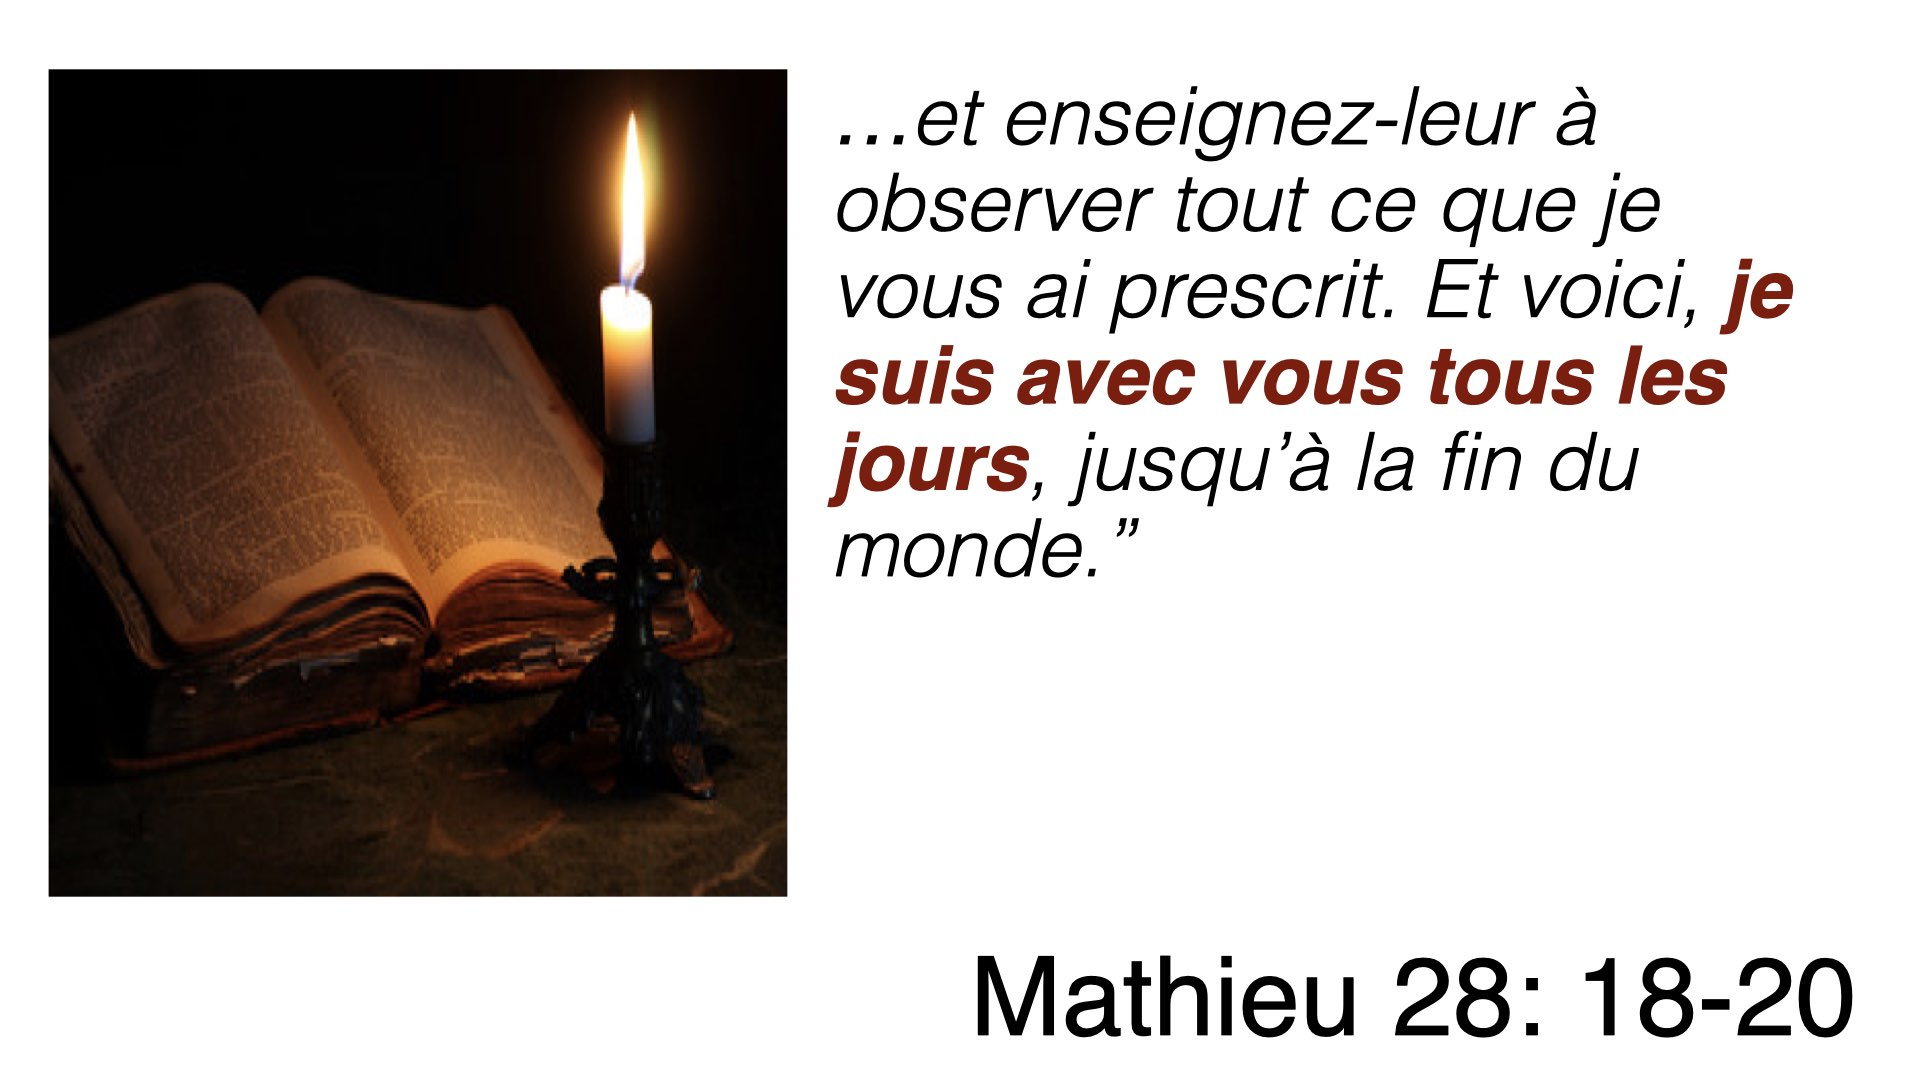 …et enseignez-leur à
observer tout ce que je
vous ai prescrit. Et voici, je
suis avec vous tous les
jours, jusqu’à la fin du
monde.”
Mathieu 28: 18-20